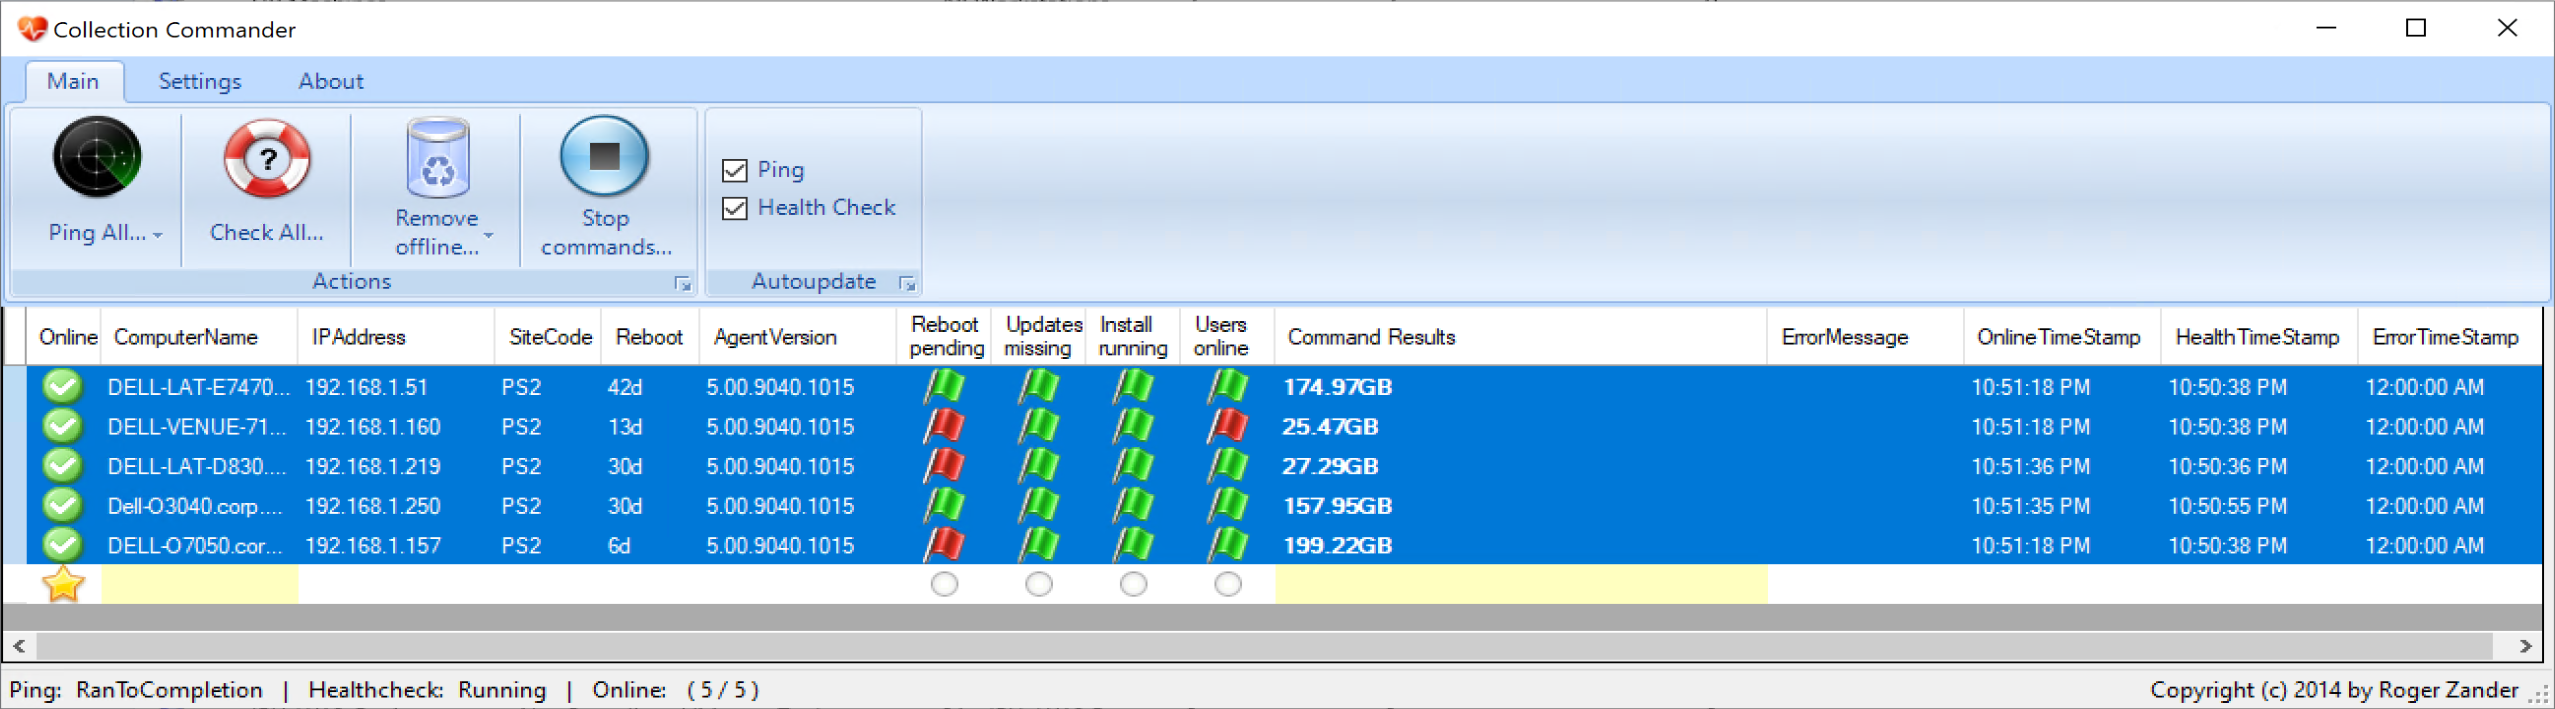 Collection Commander
Main Settings About
Ping All... Check All... Remove offline... Stop commands...
Actions
Ping
Health Check
Autoupdate
Online ComputerName IPAddress SiteCode Reboot AgentVersion Reboot pending Updates missing Install running Users online Command Results ErrorMessage OnlineTimeStamp HealthTimeStamp ErrorTimeStamp
DELL-LAT-E7470... 192.168.1.51 PS2 42d 5.00.9040.1015 174.97GB 10:51:18 PM 10:50:38 PM 12:00:00 AM
DELL-VENUE-71... 192.168.1.160 PS2 13d 5.00.9040.1015 25.47GB 10:51:18 PM 10:50:38 PM 12:00:00 AM
DELL-LAT-D830.... 192.168.1.219 PS2 30d 5.00.9040.1015 27.29GB 10:51:36 PM 10:50:36 PM 12:00:00 AM
Dell-O3040.corp.... 192.168.1.250 PS2 30d 5.00.9040.1015 157.95GB 10:51:35 PM 10:50:55 PM 12:00:00 AM
DELL-O7050.cor... 192.168.1.157 PS2 6d 5.00.9040.1015 199.22GB 10:51:18 PM 10:50:38 PM 12:00:00 AM
Ping: RanToCompletion | Healthcheck: Running | Online: ( 5 / 5 ) Copyright (c) 2014 by Roger Zander